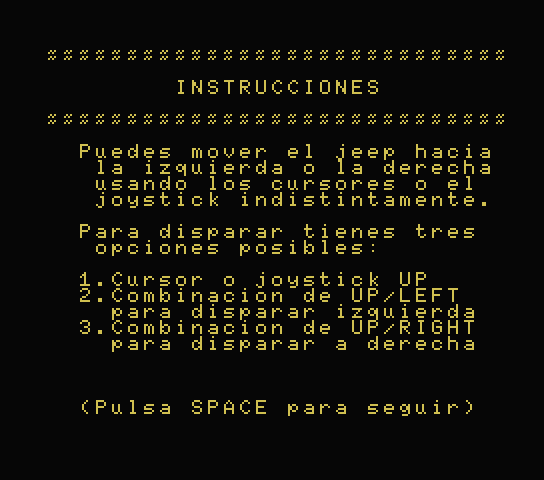 %%%%%%%%%%%%%%%%%%%%%%%%%%%%%
INSTRUCCIONES
%%%%%%%%%%%%%%%%%%%%%%%%%%%%%
Puedes mover el jeep hacia
la izquierda o la derecha
usando los cursores o el
joystick indistintamente.
Para disparar tienes tres
opciones posibles:
1.Cursor o joystick UP
2.Combinacion de UP/LEFT
para disparar izquierda
3.Combinacion de UP/RIGHT
para disparar a derecha
(Pulsa SPACE para seguir)